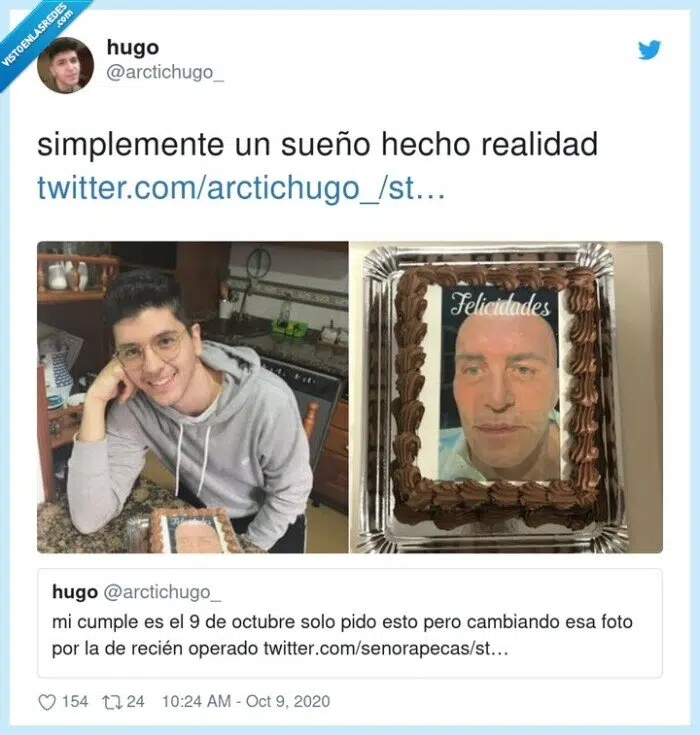 VISTOENLASREDES
.com
hugo
@arctichugo_
simplemente un sueño hecho realidad
twitter.com/arctichugo_/st…
Felicidades
Felicidades
hugo @arctichugo_
mi cumple es el 9 de octubre solo pido esto pero cambiando esa foto
por la de recién operado twitter.com/senorapecas/st…
154 24 10:24 AM - Oct 9, 2020